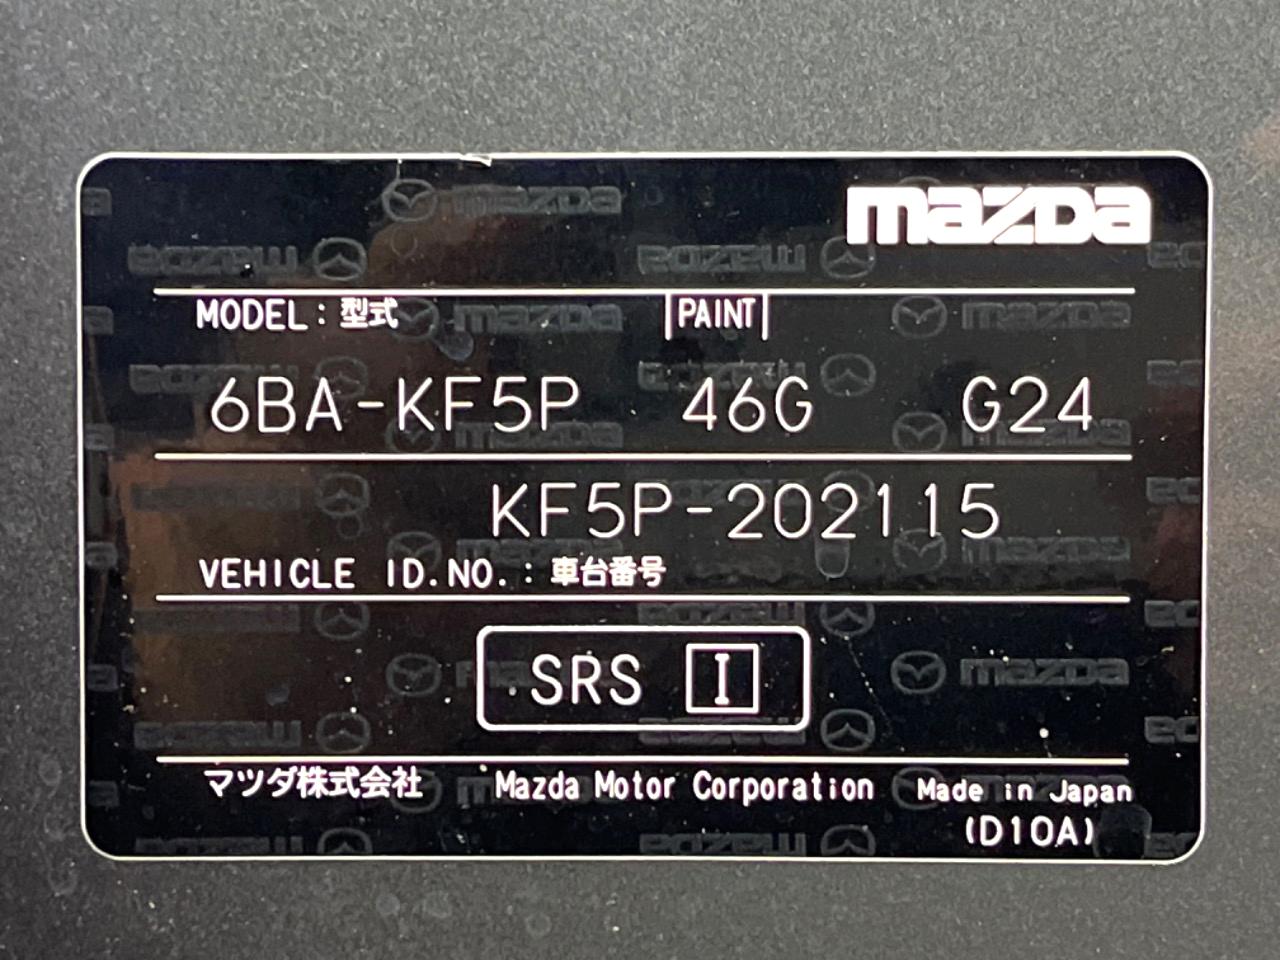 mazda
MODEL : 型式 PAINT
6BA-KF5P 46G G24
KF5P-202115
VEHICLE ID.NO. : 車台番号
SRS I
マツダ株式会社 Mazda Motor Corporation Made in Japan
(D10A)